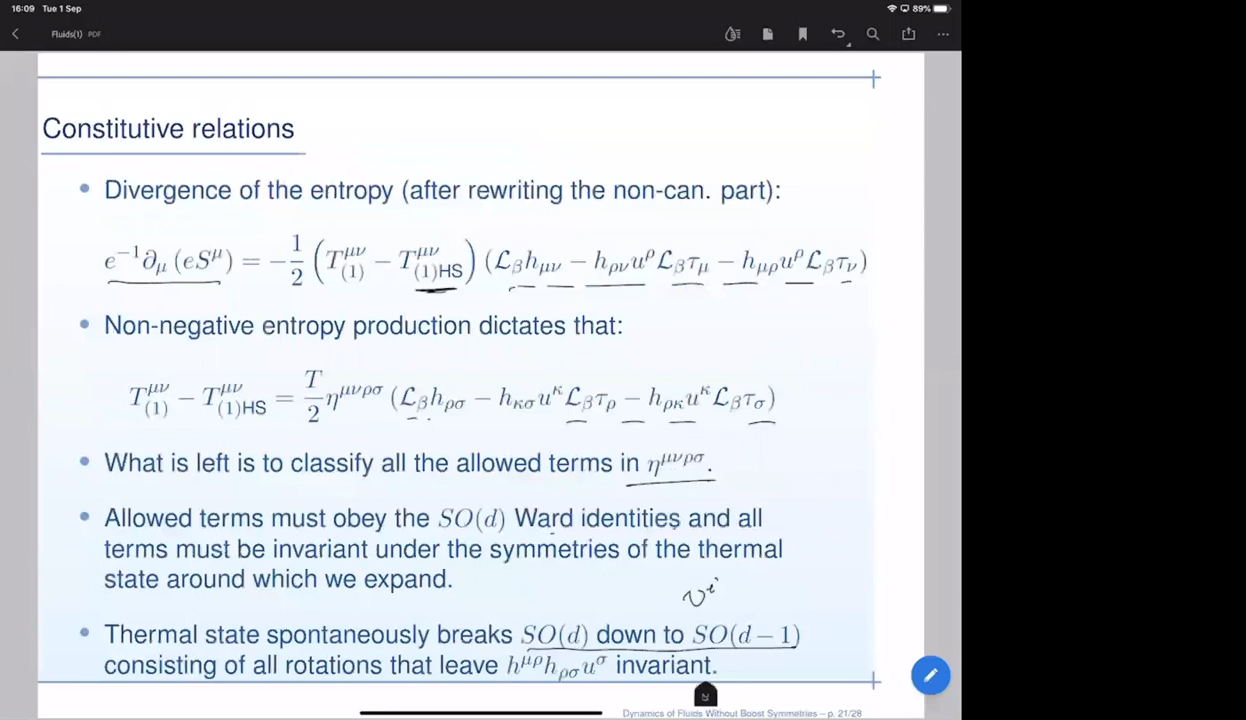 16:09 Tue 1 Sep
89%
Fluids(1) PDF
Constitutive relations
• Divergence of the entropy (after rewriting the non-can. part):
e^{-1}∂_μ (eS^μ) = −\frac{1}{2} (T^{μν}_{(1)} − T^{μν}_{(1)HS}) (ℒ_β h_{μν} − h_{ρν}u^ρ ℒ_β τ_μ − h_{μρ}u^ρ ℒ_β τ_ν)
• Non-negative entropy production dictates that:
T^{μν}_{(1)} − T^{μν}_{(1)HS} = \frac{T}{2} η^{μνρσ} (ℒ_β h_{ρσ} − h_{κσ}u^κ ℒ_β τ_ρ − h_{ρκ}u^κ ℒ_β τ_σ)
• What is left is to classify all the allowed terms in η^{μνρσ}.
• Allowed terms must obey the SO(d) Ward identities and all
terms must be invariant under the symmetries of the thermal
state around which we expand.
v^i
• Thermal state spontaneously breaks SO(d) down to SO(d − 1)
consisting of all rotations that leave h^{μρ}h_{ρσ}u^σ invariant.
Dynamics of Fluids Without Boost Symmetries – p. 21/28